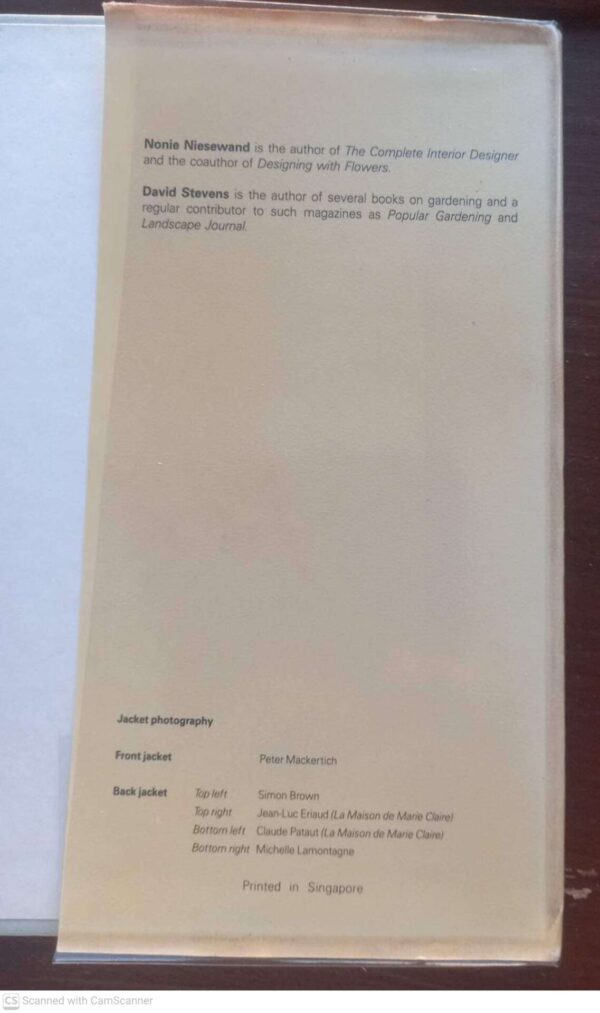 Nonie Niesewand is the author of The Complete Interior Designer
and the coauthor of Designing with Flowers.
David Stevens is the author of several books on gardening and a
regular contributor to such magazines as Popular Gardening and
Landscape Journal.
Jacket photography
Front jacket Peter Mackertich
Back jacket Top left Simon Brown
Top right Jean-Luc Eriaud (La Maison de Marie Claire)
Bottom left Claude Pataut (La Maison de Marie Claire)
Bottom right Michelle Lamontagne
Printed in Singapore
CS Scanned with CamScanner